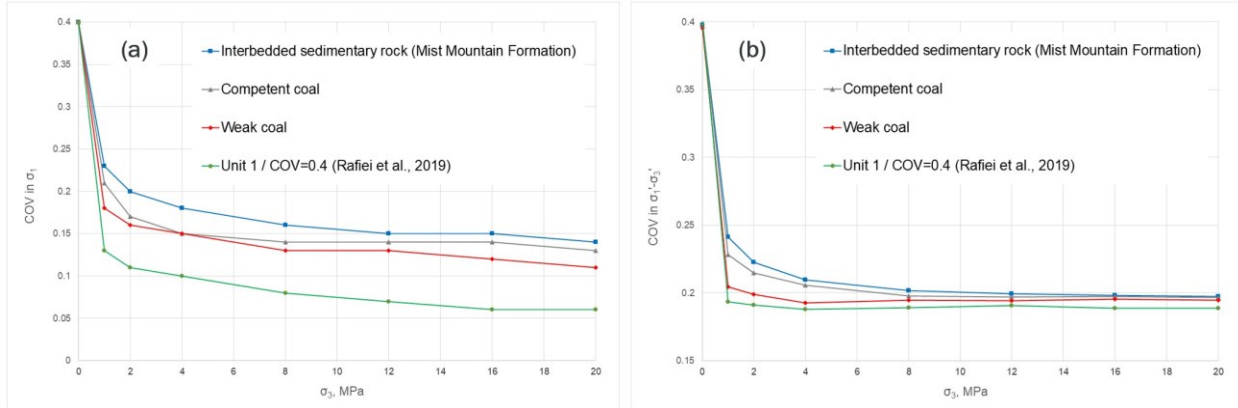 (a)
Interbedded sedimentary rock (Mist Mountain Formation)
Competent coal
Weak coal
Unit 1 / COV=0.4 (Rafiei et al., 2019)
COV in σ₁
0.4
0.35
0.3
0.25
0.2
0.15
0.1
0.05
0
0 2 4 6 8 10 12 14 16 18 20
σ₃, MPa
(b)
Interbedded sedimentary rock (Mist Mountain Formation)
Competent coal
Weak coal
Unit 1 / COV=0.4 (Rafiei et al., 2019)
COV in σ₁'-σ₃'
0.4
0.35
0.3
0.25
0.2
0.15
0 2 4 6 8 10 12 14 16 18 20
σ₃, MPa